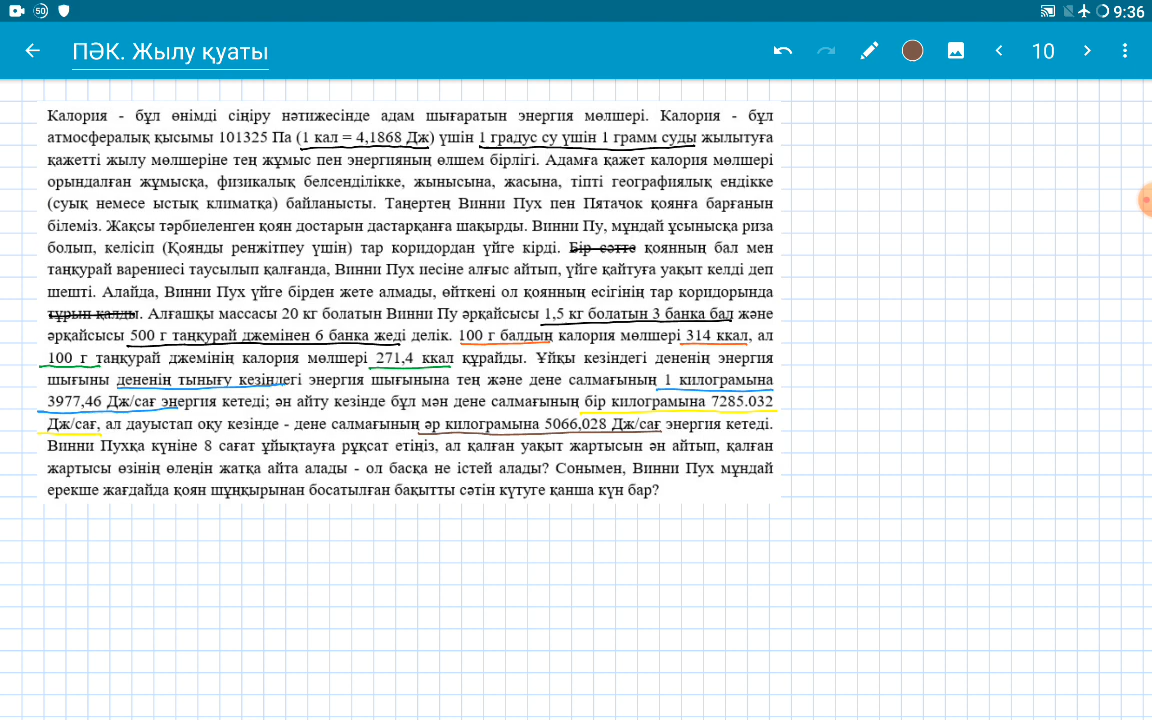 50
9:36
ПӘК. Жылу қуаты
10
Калория - бұл өнімді сіңіру нәтижесінде адам шығаратын энергия мөлшері. Калория - бұл
атмосфералық қысымы 101325 Па (1 кал = 4,1868 Дж) үшін 1 градус су үшін 1 грамм суды жылытуға
қажетті жылу мөлшеріне тең жұмыс пен энергияның өлшем бірлігі. Адамға қажет калория мөлшері
орындалған жұмысқа, физикалық белсенділікке, жынысына, жасына, тіпті географиялық ендікке
(суық немесе ыстық климатқа) байланысты. Таңертең Винни Пух пен Пятачок қоянға барғанын
білеміз. Жақсы тәрбиеленген қоян достарын дастарқанға шақырды. Винни Пу, мұндай ұсынысқа риза
болып, келісіп (Қоянды ренжітпеу үшін) тар коридордан үйге кірді. Бір сәтте қоянның бал мен
таңқурай варениесі таусылып қалғанда, Винни Пух иесіне алғыс айтып, үйге қайтуға уақыт келді деп
шешті. Алайда, Винни Пух үйге бірден жете алмады, өйткені ол қоянның есігінің тар коридорында
тұрып қалды. Алғашқы массасы 20 кг болатын Винни Пу әрқайсысы 1,5 кг болатын 3 банка бал және
әрқайсысы 500 г таңқурай джемінен 6 банка жеді делік. 100 г балдың калория мөлшері 314 ккал, ал
100 г таңқурай джемінің калория мөлшері 271,4 ккал құрайды. Ұйқы кезіндегі дененің энергия
шығыны дененің тынығу кезіндегі энергия шығынына тең және дене салмағының 1 килограмына
3977,46 Дж/сағ энергия кетеді; ән айту кезінде бұл мән дене салмағының бір килограмына 7285.032
Дж/сағ, ал дауыстап оқу кезінде - дене салмағының әр килограмына 5066,028 Дж/сағ энергия кетеді.
Винни Пухқа күніне 8 сағат ұйықтауға рұқсат етіңіз, ал қалған уақыт жартысын ән айтып, қалған
жартысы өзінің өлеңін жатқа айта алады - ол басқа не істей алады? Сонымен, Винни Пух мұндай
ерекше жағдайда қоян шұңқырынан босатылған бақытты сәтін күтуге қанша күн бар?